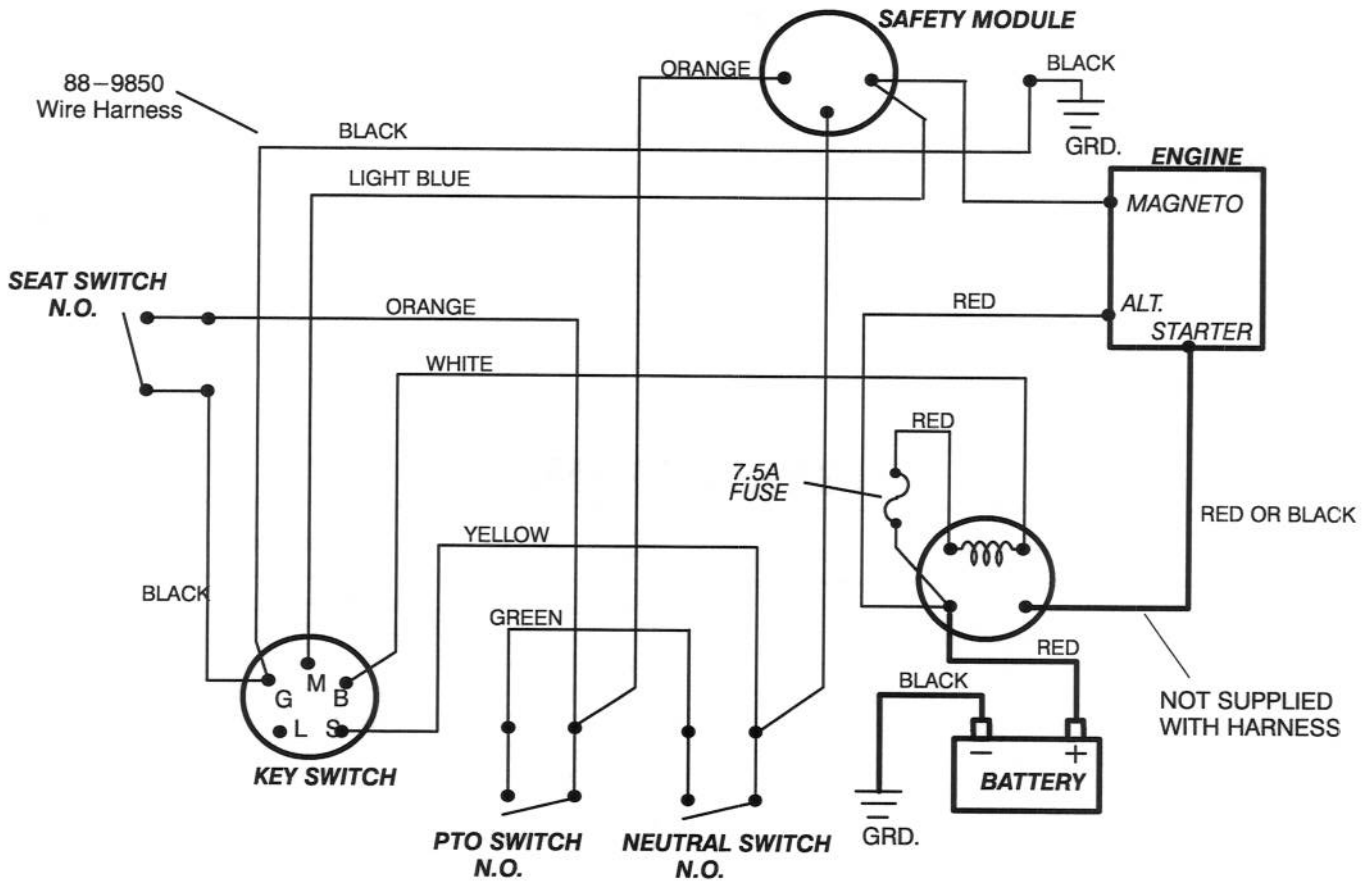 SAFETY MODULE
ORANGE
BLACK
88-9850
Wire Harness
BLACK
GRD.
ENGINE
LIGHT BLUE
MAGNETO
SEAT SWITCH
N.O.
ORANGE
RED
ALT.
STARTER
WHITE
RED
7.5A
FUSE
RED OR BLACK
YELLOW
BLACK
GREEN
RED
BLACK
G
M
B
L
S
NOT SUPPLIED
WITH HARNESS
KEY SWITCH
−
+
BATTERY
GRD.
PTO SWITCH
N.O.
NEUTRAL SWITCH
N.O.